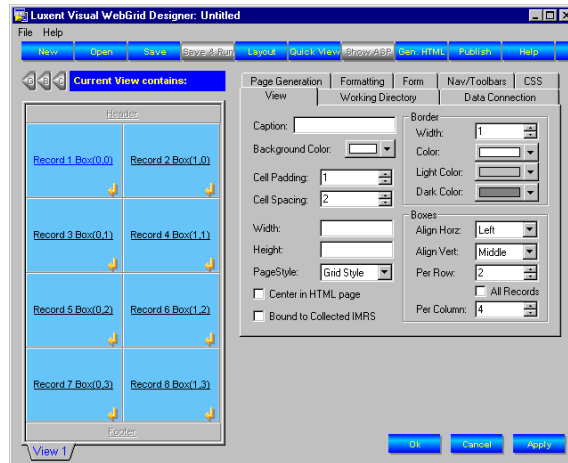 Luxent Visual WebGrid Designer: Untitled
File Help
New Open Save Save & Run Layout Quick View Show ASP Gen. HTML Publish Help
Current View contains:
Header
Record 1 Box(0,0) Record 2 Box(1,0)
Record 3 Box(0,1) Record 4 Box(1,1)
Record 5 Box(0,2) Record 6 Box(1,2)
Record 7 Box(0,3) Record 8 Box(1,3)
Footer
View 1
Page Generation Formatting Form Nav/Toolbars CSS
View Working Directory Data Connection
Caption:
Background Color:
Cell Padding: 1
Cell Spacing: 2
Width:
Height:
PageStyle: Grid Style
Center in HTML page
Bound to Collected IMRS
Border
Width: 1
Color:
Light Color:
Dark Color:
Boxes
Align Horz: Left
Align Vert: Middle
Per Row: 2
All Records
Per Column: 4
Ok Cancel Apply